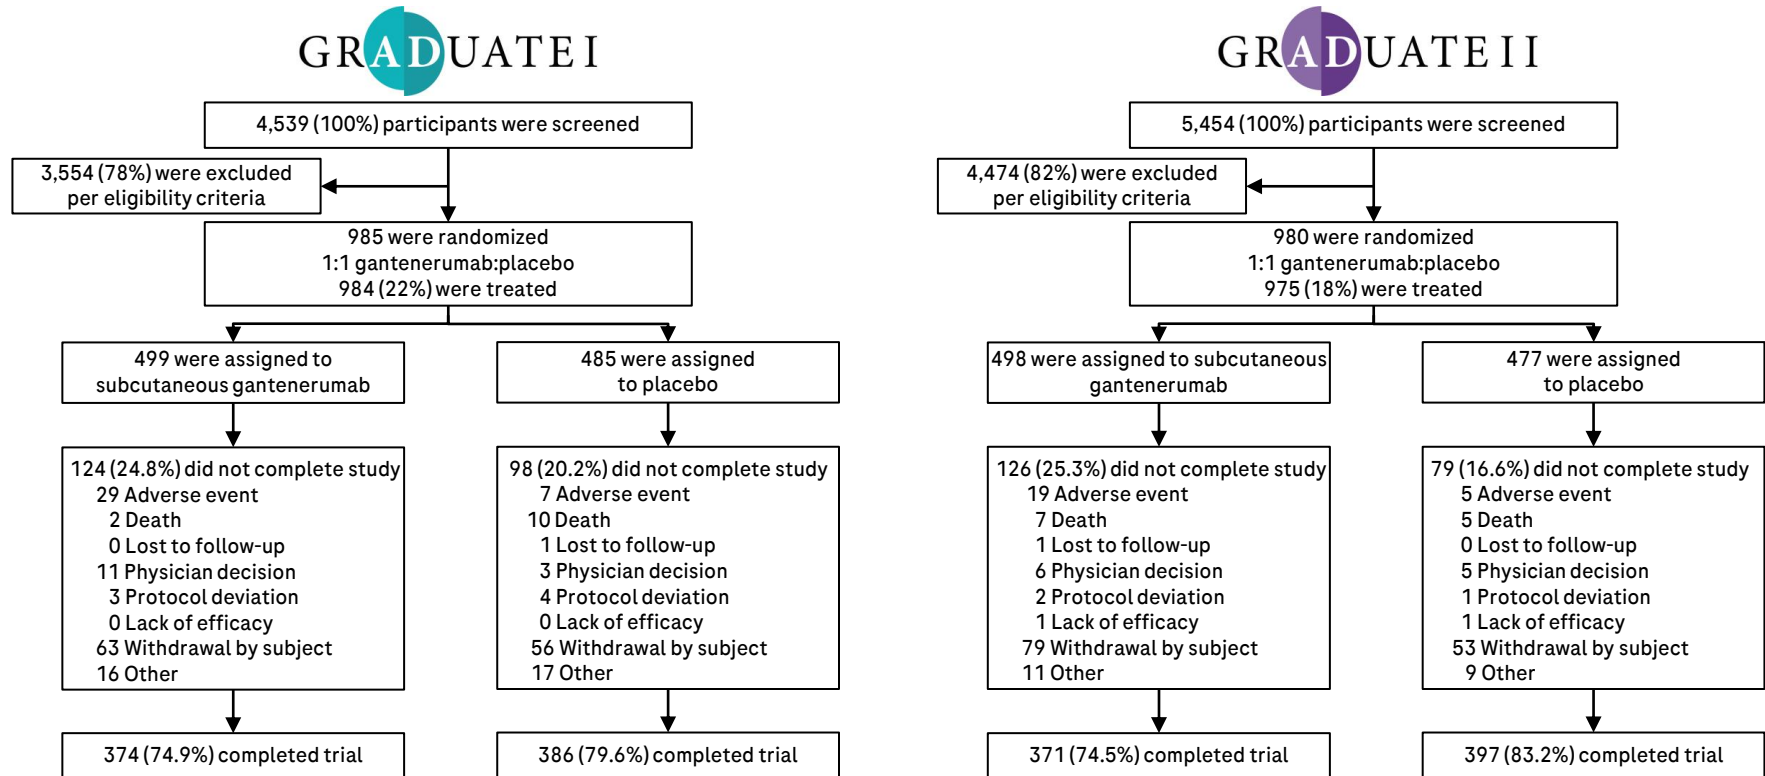 GRADUATE I
4,539 (100%) participants were screened
3,554 (78%) were excluded
per eligibility criteria
985 were randomized
1:1 gantenerumab:placebo
984 (22%) were treated
499 were assigned to
subcutaneous gantenerumab
485 were assigned
to placebo
124 (24.8%) did not complete study
29 Adverse event
2 Death
0 Lost to follow-up
11 Physician decision
3 Protocol deviation
0 Lack of efficacy
63 Withdrawal by subject
16 Other
98 (20.2%) did not complete study
7 Adverse event
10 Death
1 Lost to follow-up
3 Physician decision
4 Protocol deviation
0 Lack of efficacy
56 Withdrawal by subject
17 Other
374 (74.9%) completed trial
386 (79.6%) completed trial
GRADUATE II
5,454 (100%) participants were screened
4,474 (82%) were excluded
per eligibility criteria
980 were randomized
1:1 gantenerumab:placebo
975 (18%) were treated
498 were assigned to subcutaneous
gantenerumab
477 were assigned
to placebo
126 (25.3%) did not complete study
19 Adverse event
7 Death
1 Lost to follow-up
6 Physician decision
2 Protocol deviation
1 Lack of efficacy
79 Withdrawal by subject
11 Other
79 (16.6%) did not complete study
5 Adverse event
5 Death
0 Lost to follow-up
5 Physician decision
1 Protocol deviation
1 Lack of efficacy
53 Withdrawal by subject
9 Other
371 (74.5%) completed trial
397 (83.2%) completed trial